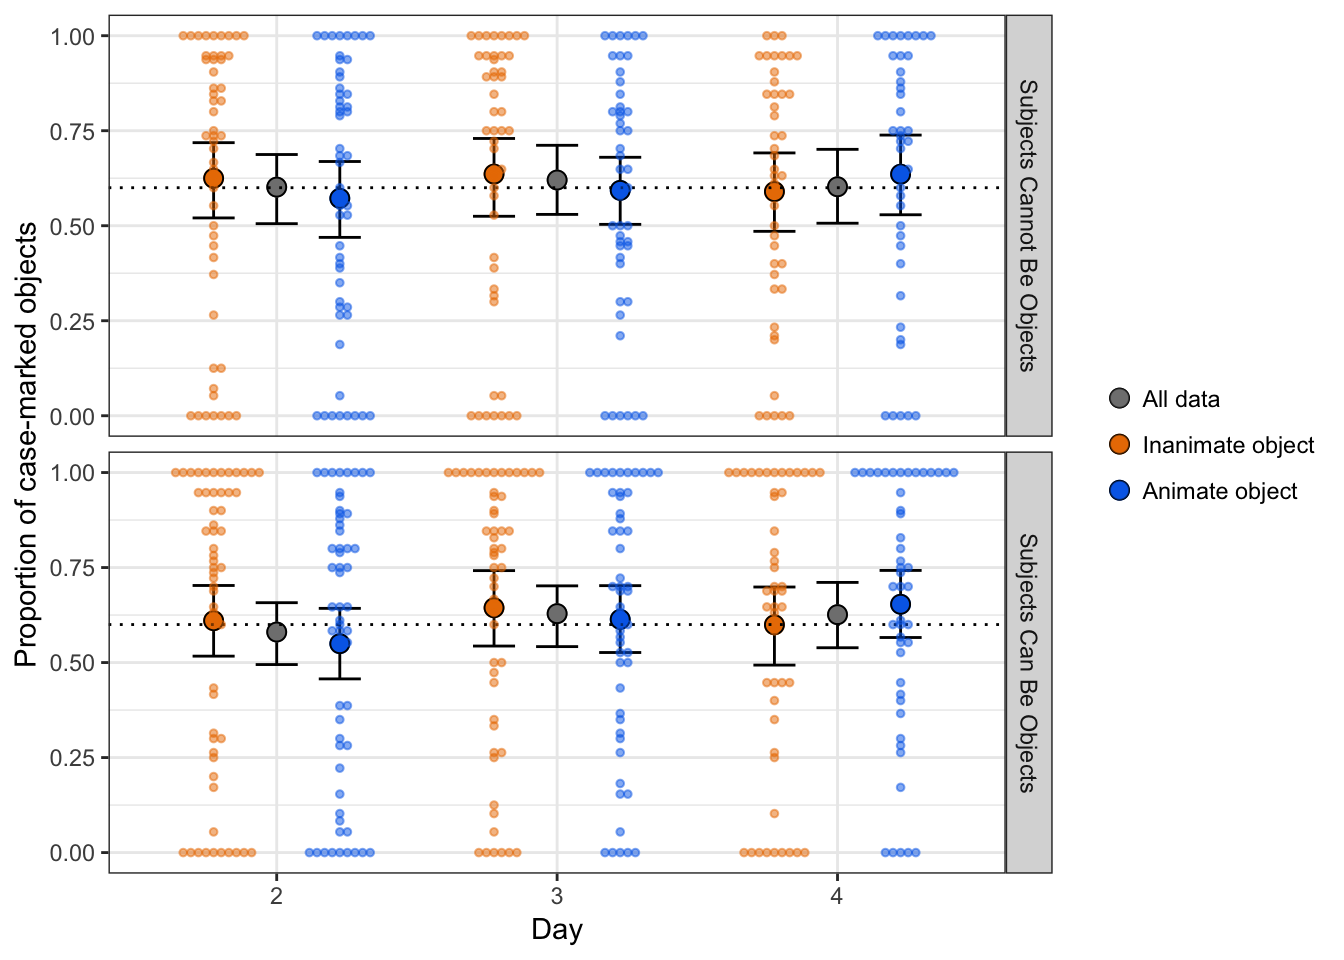 Proportion of case-marked objects
1.00
0.75
0.50
0.25
0.00
Subjects Cannot Be Objects
1.00
0.75
0.50
0.25
0.00
Subjects Can Be Objects
2
3
4
Day
All data
Inanimate object
Animate object